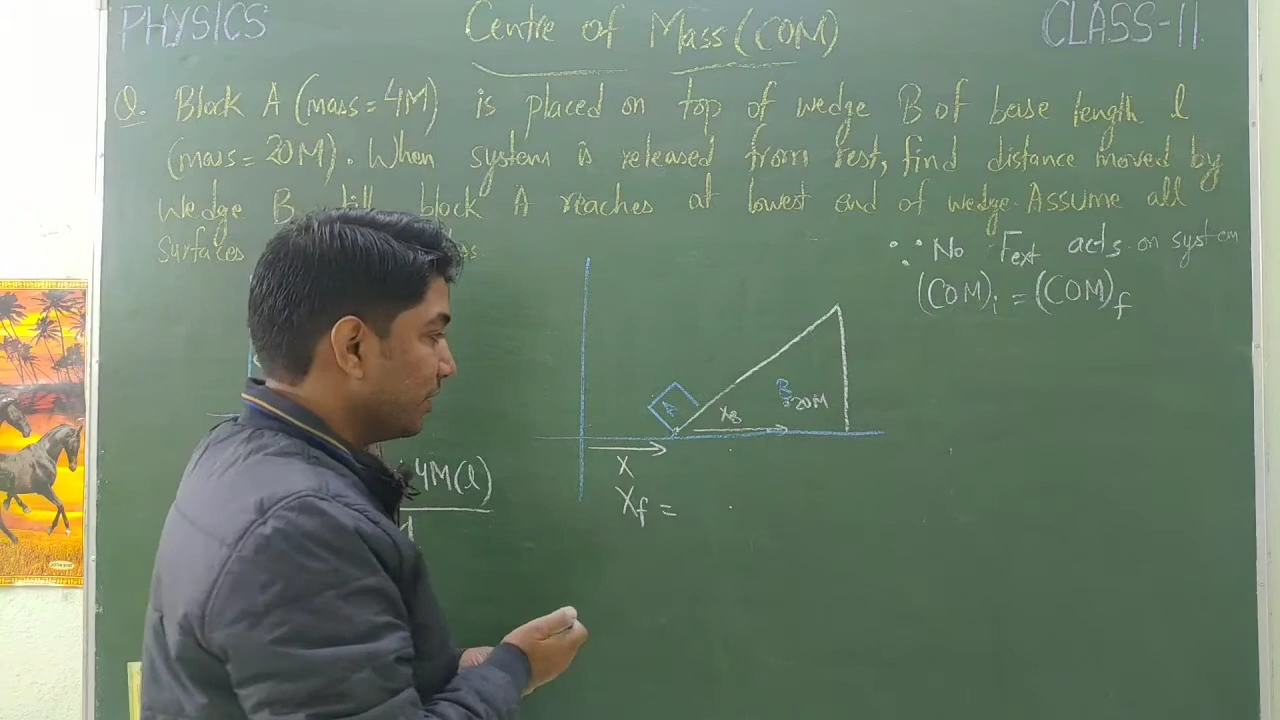 PHYSICS
Centre of Mass (COM)
CLASS-11
Q. Block A (mass = 4M) is placed on top of wedge B of base length l
(mass = 20M). When system is released from rest, find distance moved by
wedge B till block A reaches at lowest end of wedge. Assume all
surfaces
∵ No Fext acts on system
(COM)i = (COM)f
A
B
20M
xB
X
Xf =
4M(l)